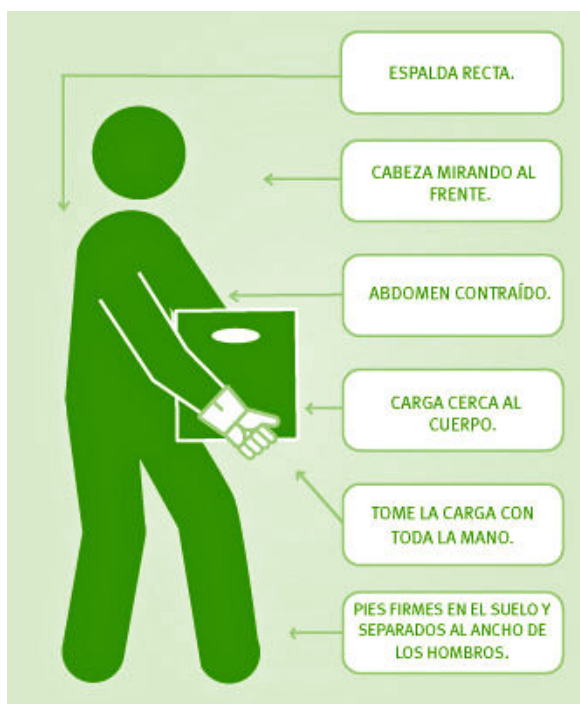 ESPALDA RECTA.
CABEZA MIRANDO AL
FRENTE.
ABDOMEN CONTRAÍDO.
CARGA CERCA AL
CUERPO.
TOME LA CARGA CON
TODA LA MANO.
PIES FIRMES EN EL SUELO Y
SEPARADOS AL ANCHO DE
LOS HOMBROS.